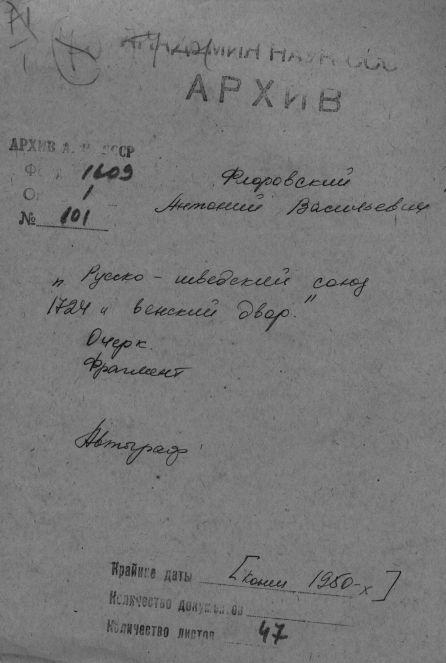 АКАДЕМИЯ НАУК СССР
АРХИВ
АРХИВ А. Н. СССР
Фонд 1609
Оп. 1
№ 101
Флоровский
Антоний Васильевич
„Русско-шведский союз
1724 и венский двор."
Очерк.
Фрагмент
Автограф
Крайние даты [конец 1950-х]
Количество документов
Количество листов 47